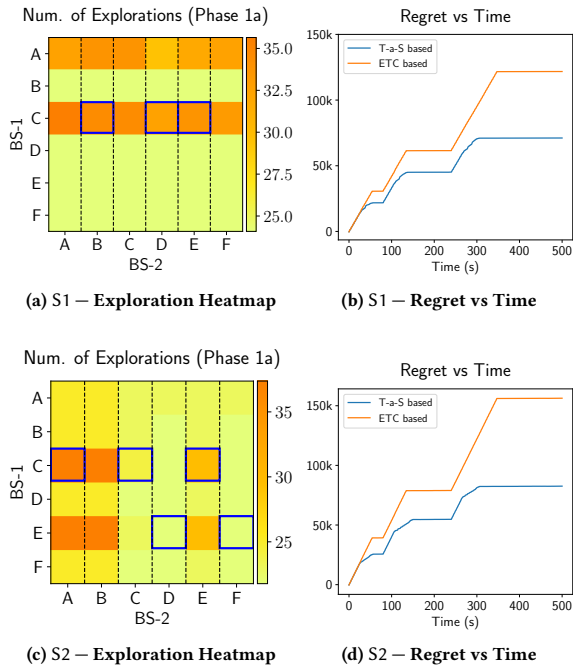 Num. of Explorations (Phase 1a)
A
B
C
D
E
F
BS-1
A B C D E F
BS-2
35.0
32.5
30.0
27.5
25.0
(a) S1 — Exploration Heatmap
Regret vs Time
T-a-S based
ETC based
150k
100k
50k
0
0 100 200 300 400 500
Time (s)
(b) S1 — Regret vs Time
Num. of Explorations (Phase 1a)
A
B
C
D
E
F
BS-1
A B C D E F
BS-2
35
30
25
(c) S2 — Exploration Heatmap
Regret vs Time
T-a-S based
ETC based
150k
100k
50k
0
0 100 200 300 400 500
Time (s)
(d) S2 — Regret vs Time